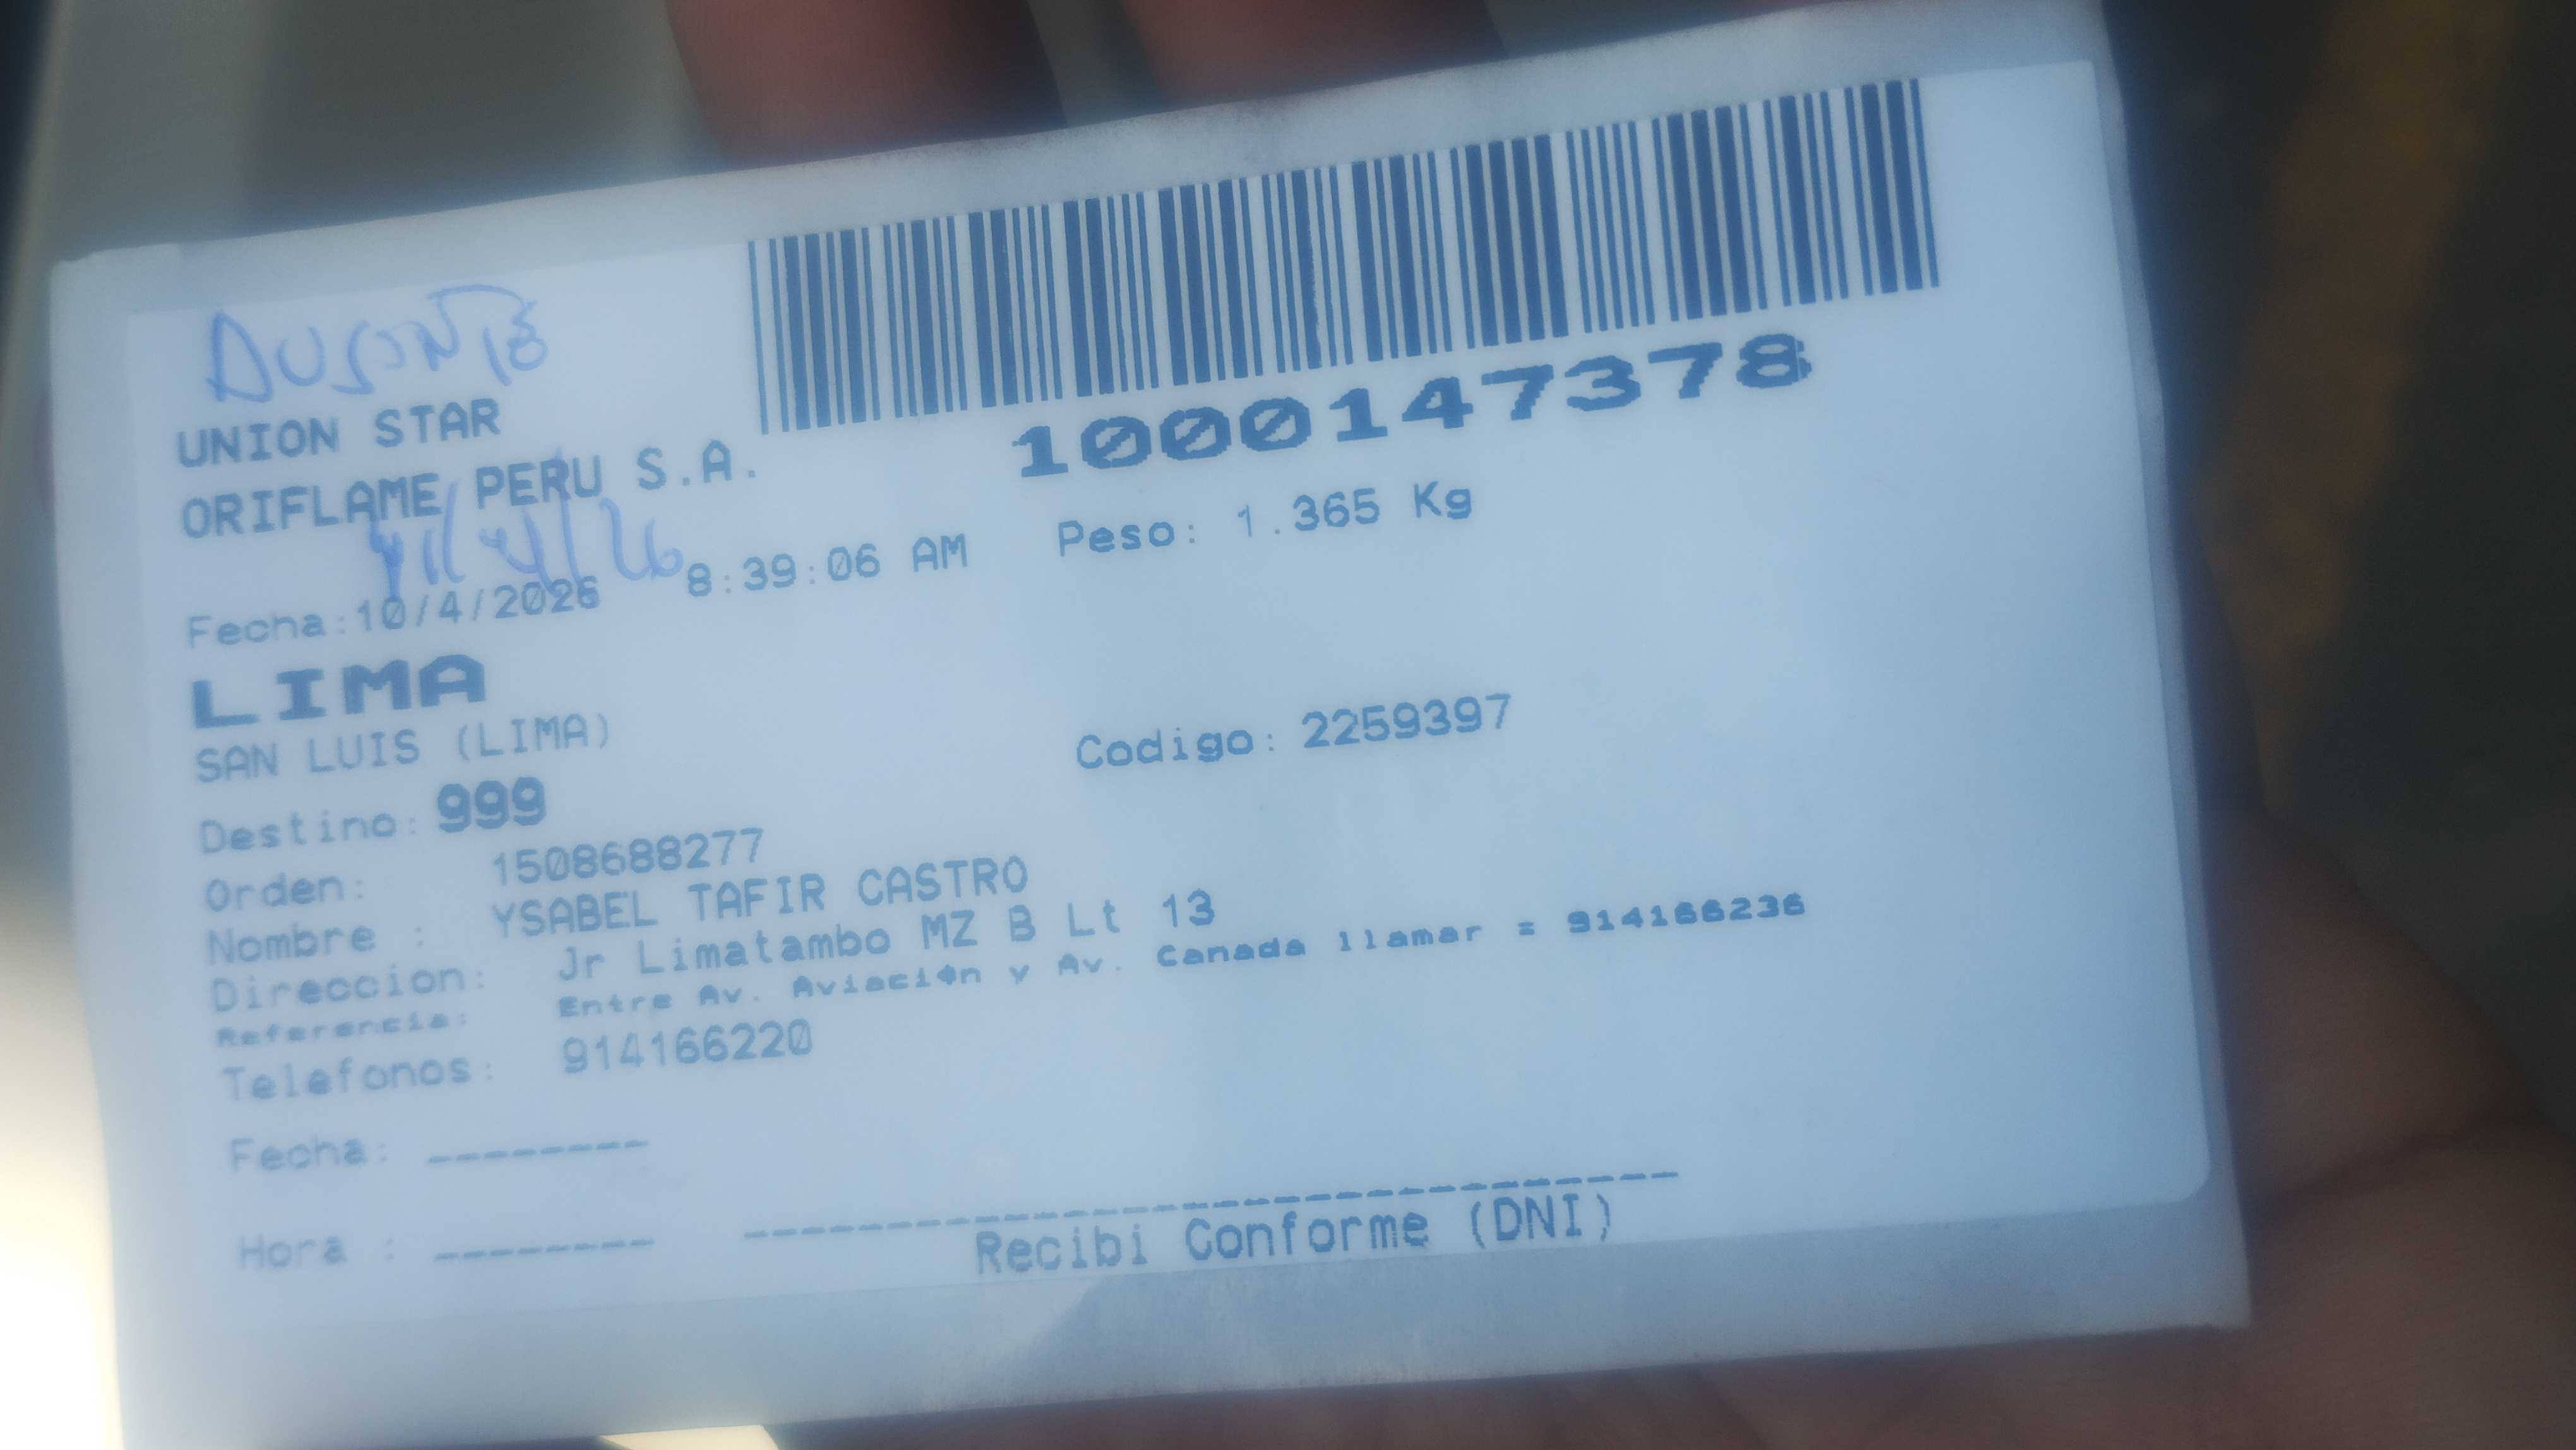 AUSENTE
UNION STAR
ORIFLAME PERU S.A.
1000147378
11/4/26
Fecha:10/4/2026 8:39:06 AM Peso: 1.365 Kg
LIMA
SAN LUIS (LIMA)
Codigo: 2259397
Destino: 999
Orden: 1508688277
Nombre : YSABEL TAFIR CASTRO
Direccion: Jr Limatambo MZ B Lt 13
Referencia: Entre Av. Aviación y Av. Canada llamar = 914166236
Telefonos: 914166220
Fecha: --------
Hora : --------
Recibi Conforme (DNI)